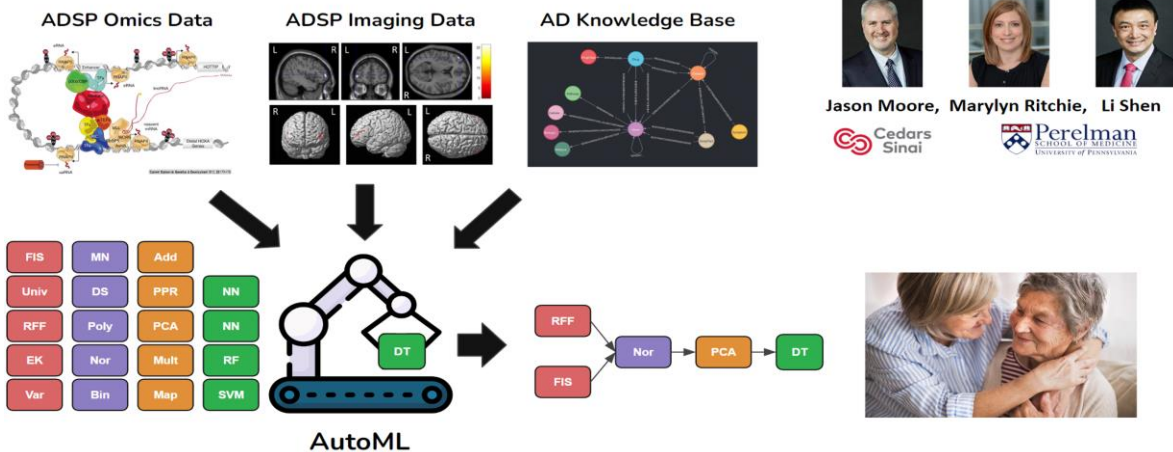 ADSP Omics Data
ADSP Imaging Data
AD Knowledge Base
L R
L R
L
R
R L
L
R
Jason Moore, Marylyn Ritchie, Li Shen
Cedars
Sinai
Perelman
SCHOOL OF MEDICINE
UNIVERSITY OF PENNSYLVANIA
FIS MN Add
Univ DS PPR NN
RFF Poly PCA NN
EK Nor Mult RF
Var Bin Map SVM
DT
AutoML
RFF
FIS
Nor
PCA
DT